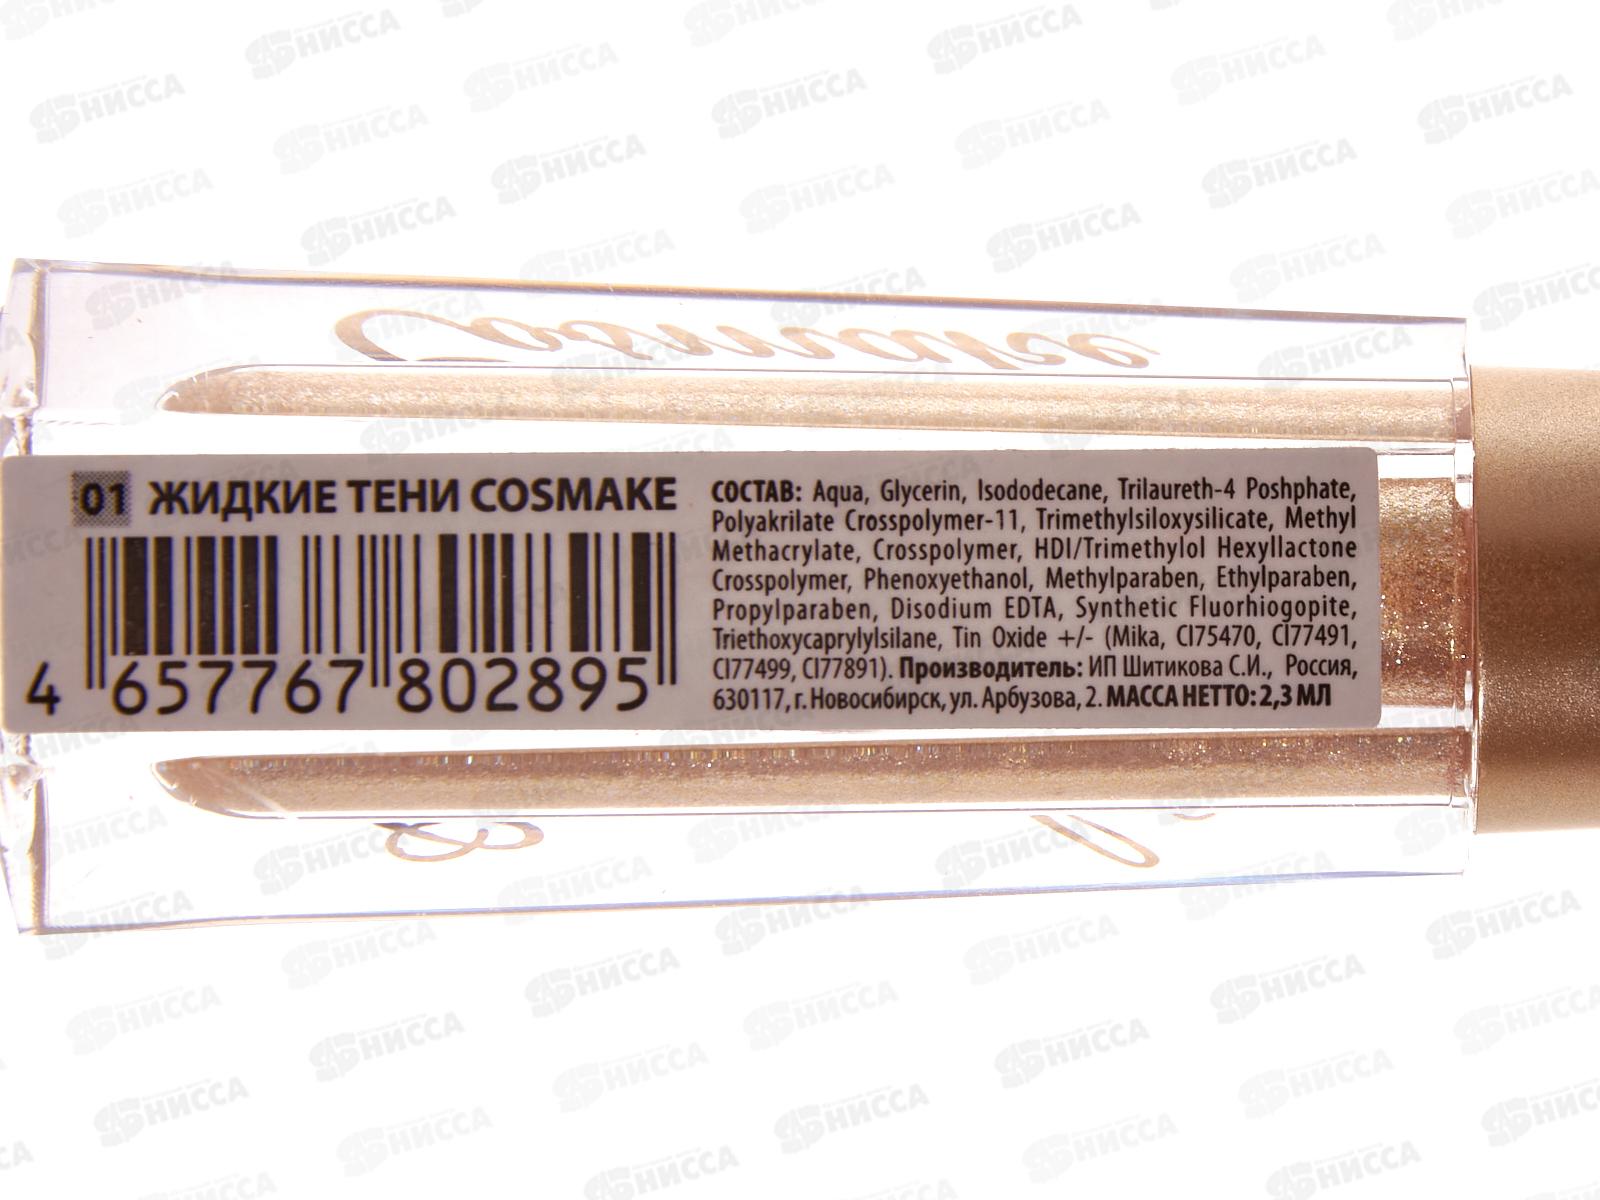 Cosmake
01 ЖИДКИЕ ТЕНИ COSMAKE
4 657767 802895
СОСТАВ: Aqua, Glycerin, Isododecane, Trilaureth-4 Poshphate,
Polyakrilate Crosspolymer-11, Trimethylsiloxysilicate, Methyl
Methacrylate, Crosspolymer, HDI/Trimethylol Hexyllactone
Crosspolymer, Phenoxyethanol, Methylparaben, Ethylparaben,
Propylparaben, Disodium EDTA, Synthetic Fluorhiogopite,
Triethoxycaprylylsilane, Tin Oxide +/- (Mika, CI75470, CI77491,
CI77499, CI77891). Производитель: ИП Шитикова С.И., Россия,
630117, г. Новосибирск, ул. Арбузова, 2. МАССА НЕТТО: 2,3 МЛ